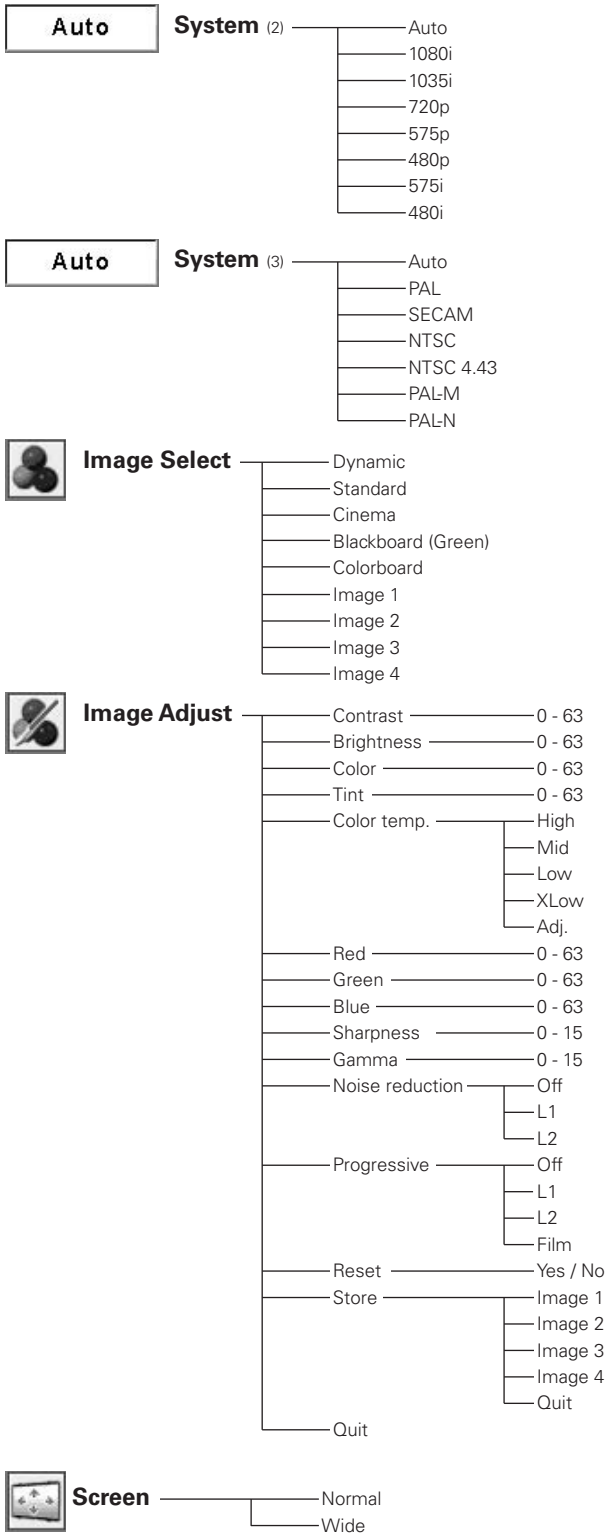 Auto System (2) Auto
1080i
1035i
720p
575p
480p
575i
480i
Auto System (3) Auto
PAL
SECAM
NTSC
NTSC 4.43
PAL-M
PAL-N
Image Select Dynamic
Standard
Cinema
Blackboard (Green)
Colorboard
Image 1
Image 2
Image 3
Image 4
Image Adjust Contrast 0 - 63
Brightness 0 - 63
Color 0 - 63
Tint 0 - 63
Color temp. High
Mid
Low
XLow
Adj.
Red 0 - 63
Green 0 - 63
Blue 0 - 63
Sharpness 0 - 15
Gamma 0 - 15
Noise reduction Off
L1
L2
Progressive Off
L1
L2
Film
Reset Yes / No
Store Image 1
Image 2
Image 3
Image 4
Quit
Quit
Screen Normal
Wide